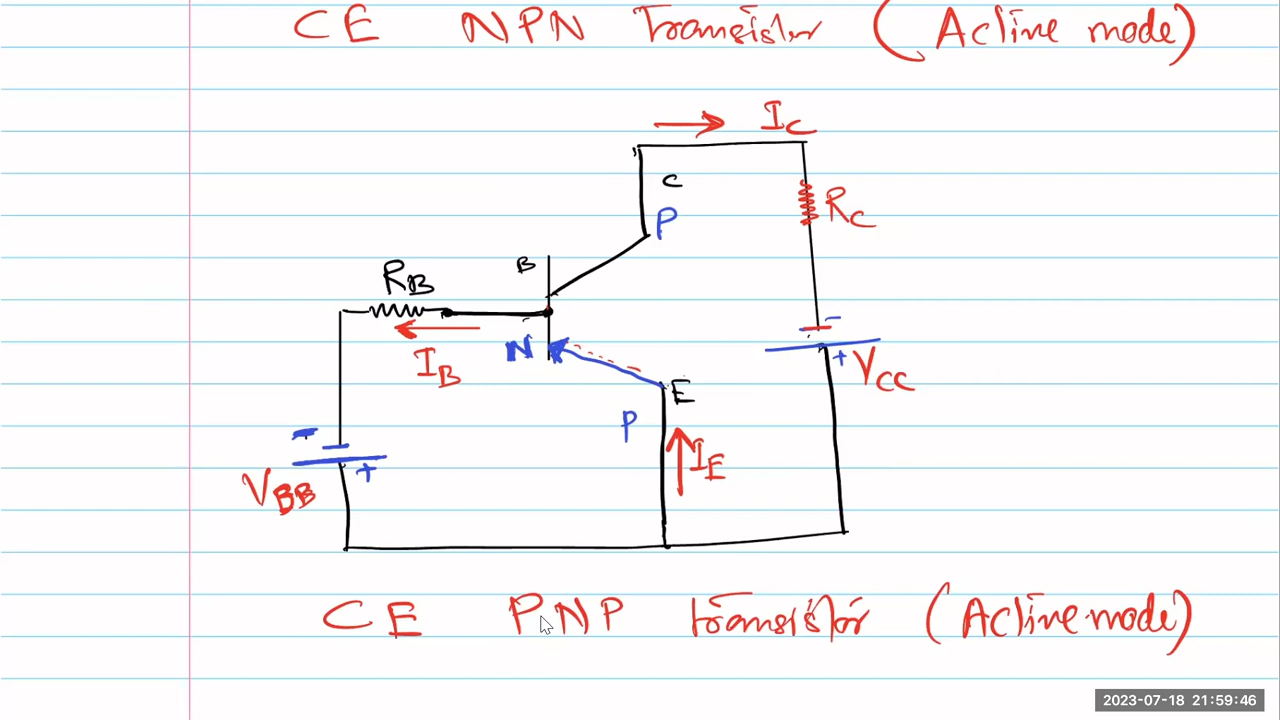 CE NPN Transistor (Active mode)
IC
C
P
RC
B
RB
-
N
IB
+
VCC
E
P
-
IE
+
VBB
CE PNP transistor (Active mode)
2023-07-18 21:59:46